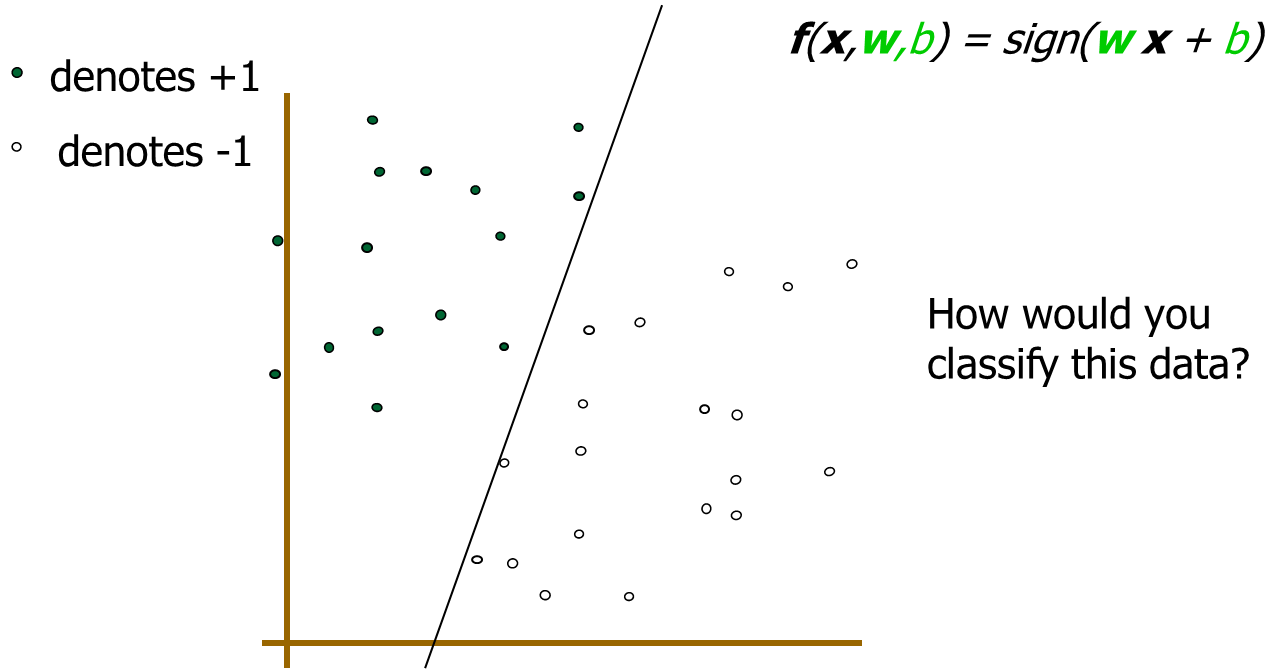 f(x,w,b) = sign(w x + b)
denotes +1
denotes -1
How would you
classify this data?